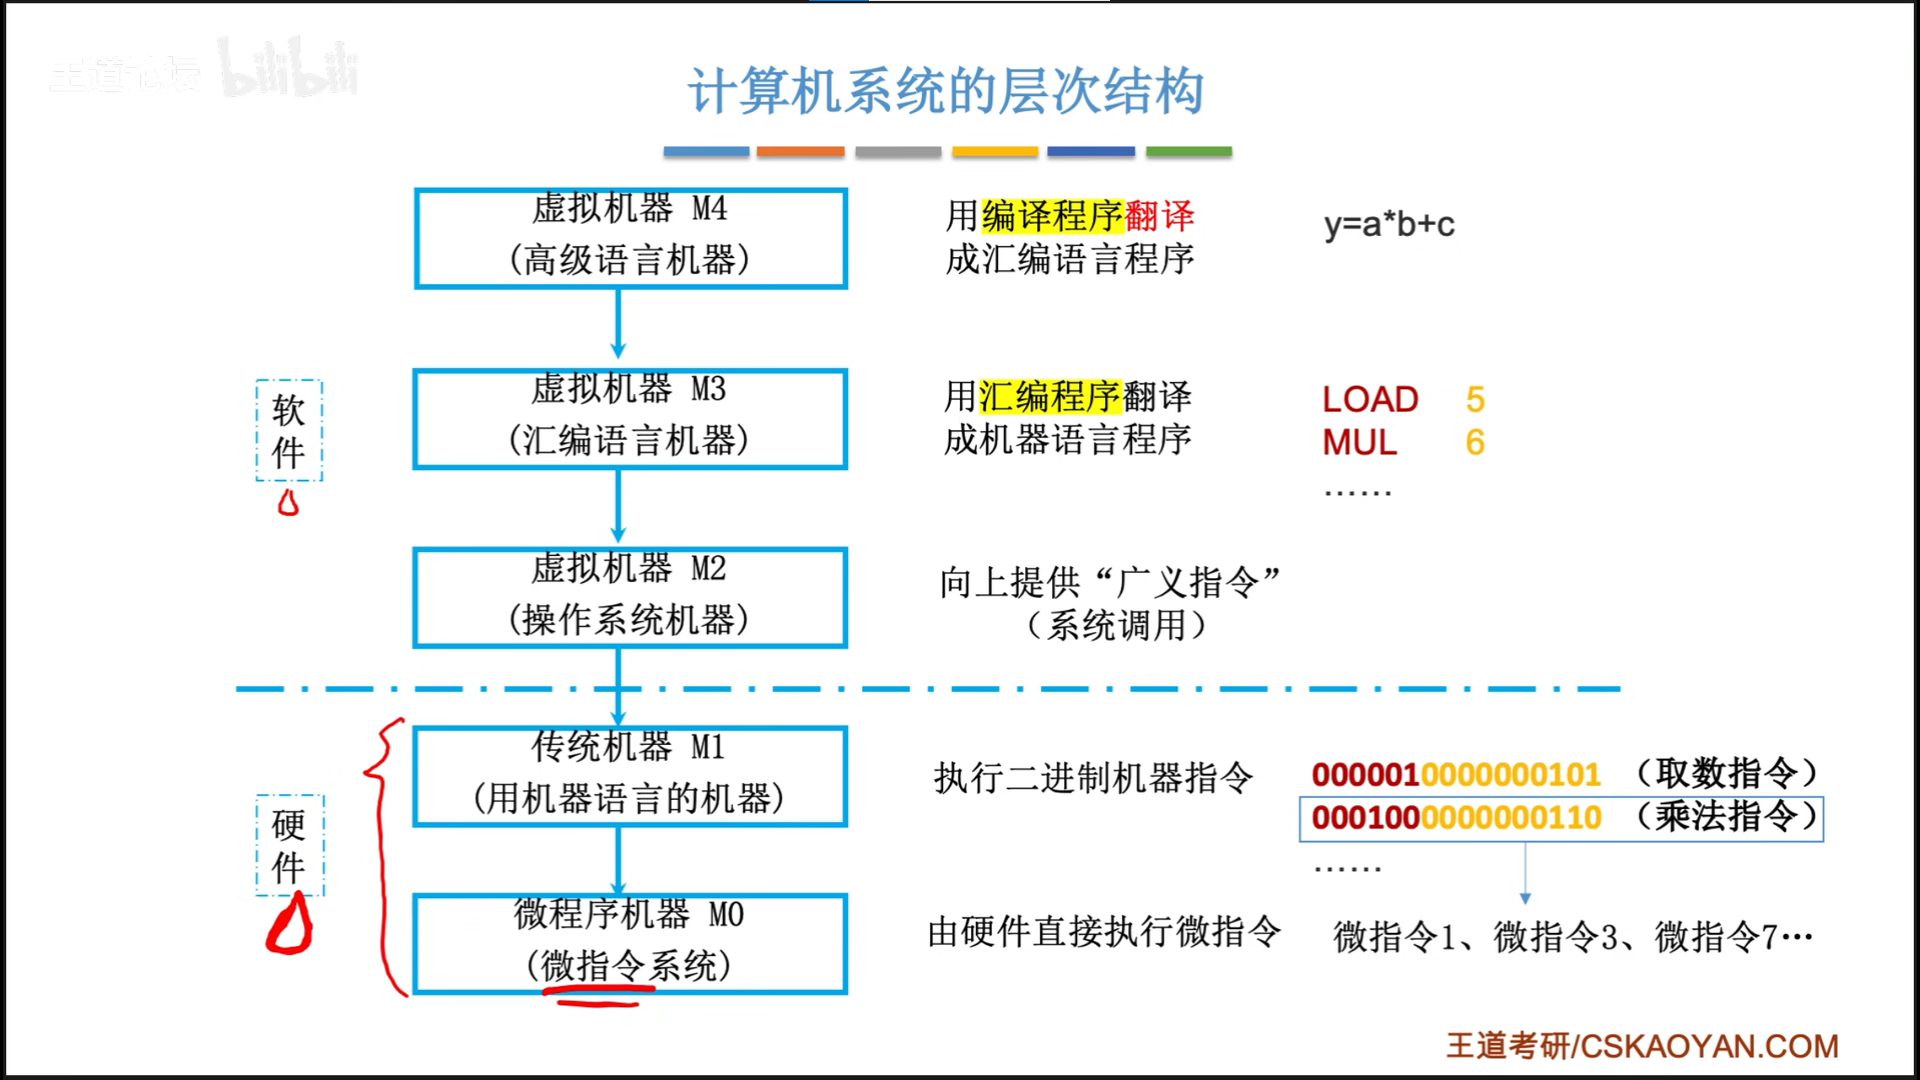 王道论坛 bilibili
计算机系统的层次结构
虚拟机器 M4
(高级语言机器)
用编译程序翻译
成汇编语言程序
y=a*b+c
软
件
虚拟机器 M3
(汇编语言机器)
用汇编程序翻译
成机器语言程序
LOAD 5
MUL 6
……
虚拟机器 M2
(操作系统机器)
向上提供“广义指令”
（系统调用）
硬
件
传统机器 M1
(用机器语言的机器)
执行二进制机器指令
0000010000000101 （取数指令）
0001000000000110 （乘法指令）
……
微程序机器 M0
(微指令系统)
由硬件直接执行微指令
微指令1、微指令3、微指令7…
王道考研/CSKAOYAN.COM